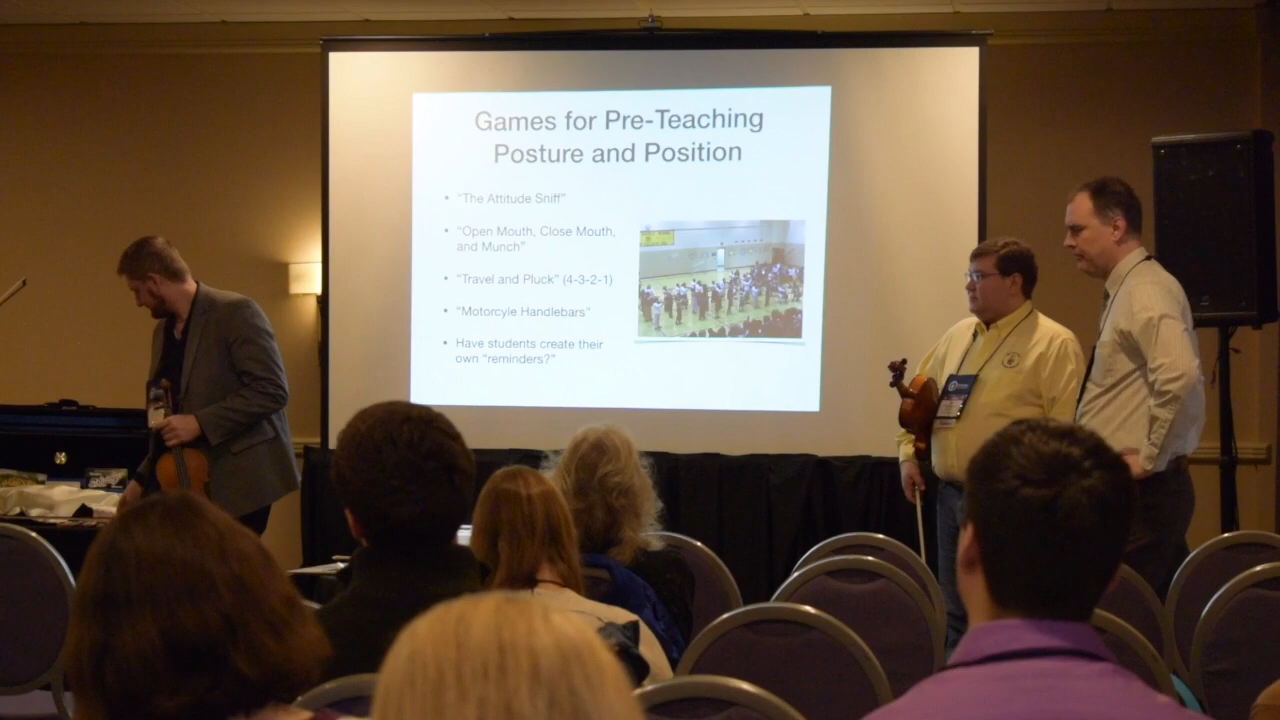 Games for Pre-Teaching
Posture and Position
• “The Attitude Sniff”
• “Open Mouth, Close Mouth,
and Munch”
• “Travel and Pluck” (4-3-2-1)
• “Motorcyle Handlebars”
• Have students create their
own “reminders?”